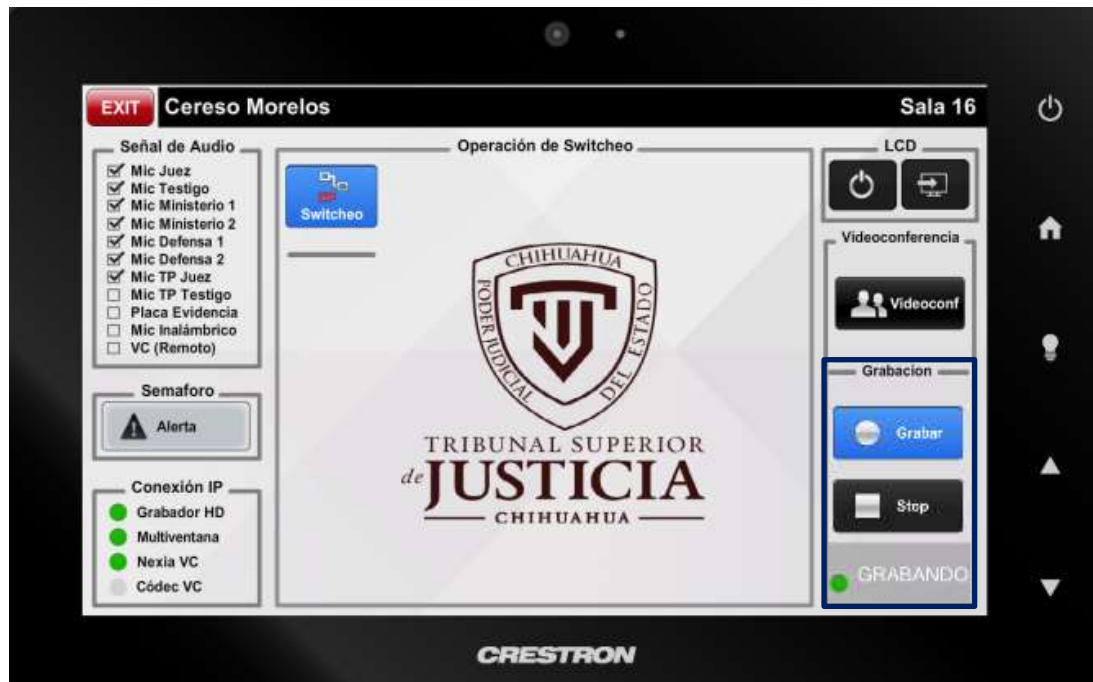 EXIT
Cereso Morelos
Sala 16
Señal de Audio
Mic Juez
Mic Testigo
Mic Ministerio 1
Mic Ministerio 2
Mic Defensa 1
Mic Defensa 2
Mic TP Juez
Mic TP Testigo
Placa Evidencia
Mic Inalámbrico
VC (Remoto)
Semaforo
Alerta
Conexión IP
Grabador HD
Multiventana
Nexia VC
Códec VC
Operación de Switcheo
Switcheo
CHIHUAHUA
PODER JUDICIAL
DEL ESTADO
TRIBUNAL SUPERIOR
de JUSTICIA
CHIHUAHUA
LCD
Videoconferencia
Videoconf
Grabacion
Grabar
Stop
GRABANDO
CRESTRON